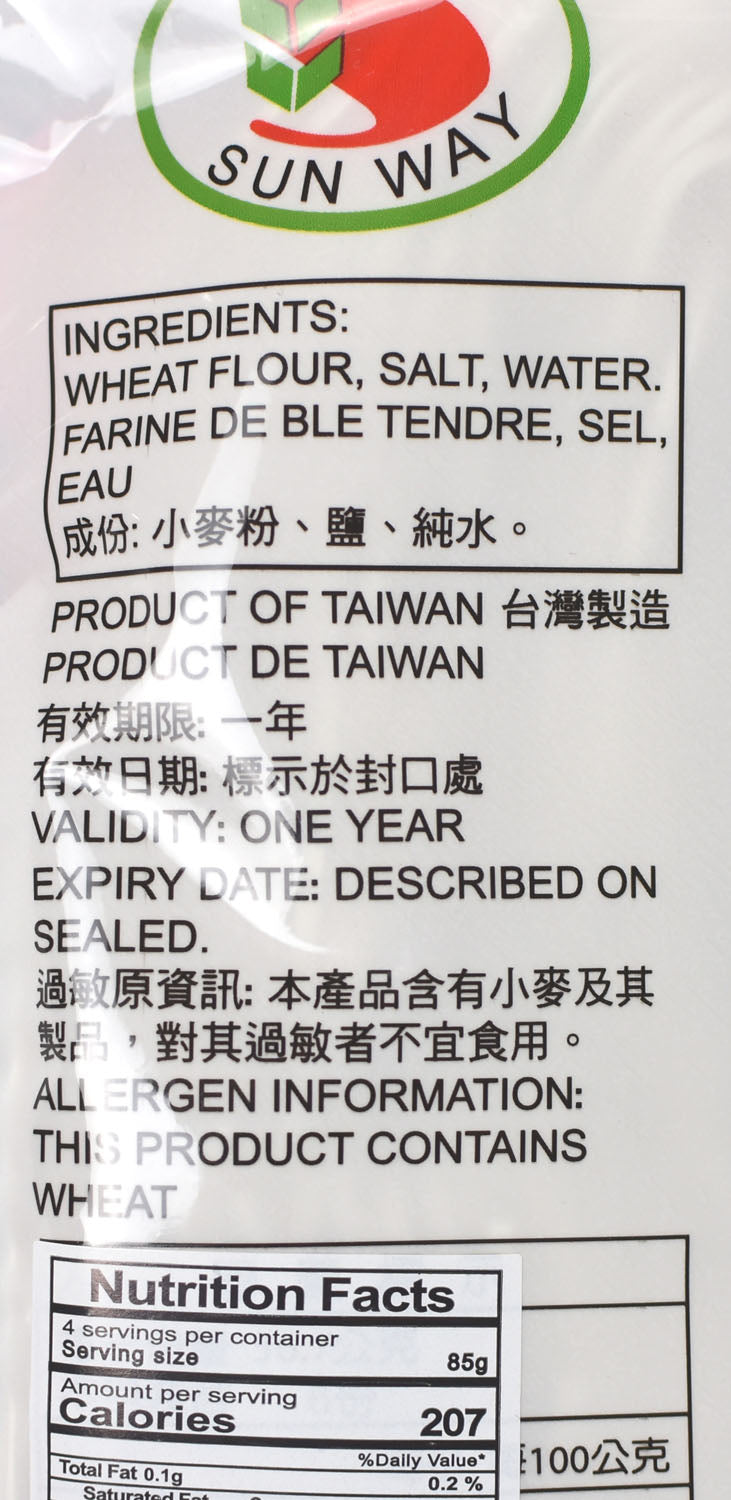 SUN WAY
INGREDIENTS:
WHEAT FLOUR, SALT, WATER.
FARINE DE BLE TENDRE, SEL,
EAU
成份: 小麥粉、鹽、純水。
PRODUCT OF TAIWAN 台灣製造
PRODUCT DE TAIWAN
有效期限: 一年
有效日期: 標示於封口處
VALIDITY: ONE YEAR
EXPIRY DATE: DESCRIBED ON
SEALED.
過敏原資訊: 本產品含有小麥及其
製品，對其過敏者不宜食用。
ALLERGEN INFORMATION:
THIS PRODUCT CONTAINS
WHEAT
Nutrition Facts
4 servings per container
Serving size 85g
Amount per serving
Calories 207
%Daily Value*
Total Fat 0.1g 0.2 %
Saturated Fat
100公克